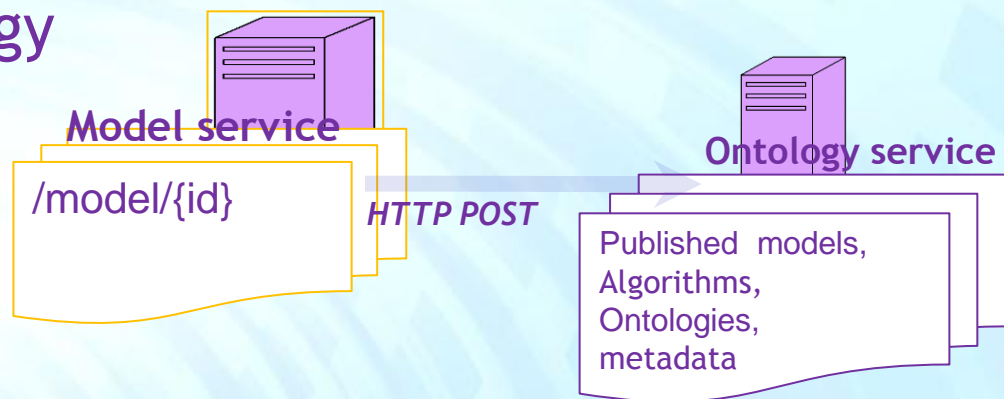 gy
Model service
/model/{id}
HTTP POST
Ontology service
Published models,
Algorithms,
Ontologies,
metadata